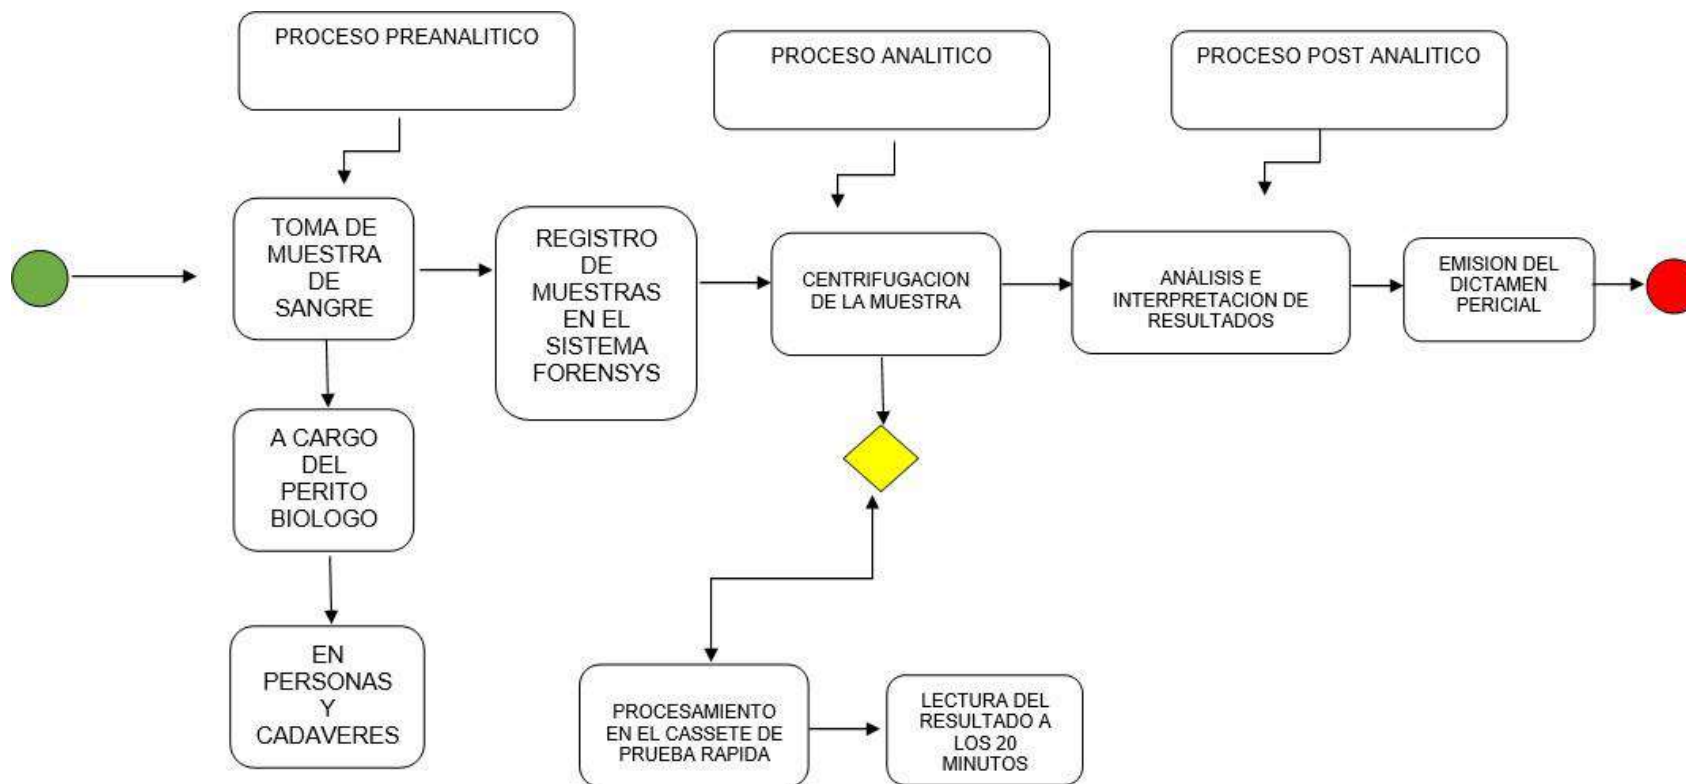 PROCESO PREANALITICO
PROCESO ANALITICO
PROCESO POST ANALITICO
TOMA DE
MUESTRA
DE
SANGRE
REGISTRO
DE
MUESTRAS
EN EL
SISTEMA
FORENSYS
CENTRIFUGACION
DE LA MUESTRA
ANÀLISIS E
INTERPRETACION DE
RESULTADOS
EMISION DEL
DICTAMEN
PERICIAL
A CARGO
DEL
PERITO
BIOLOGO
EN
PERSONAS
Y
CADAVERES
PROCESAMIENTO
EN EL CASSETE DE
PRUEBA RAPIDA
LECTURA DEL
RESULTADO A
LOS 20
MINUTOS